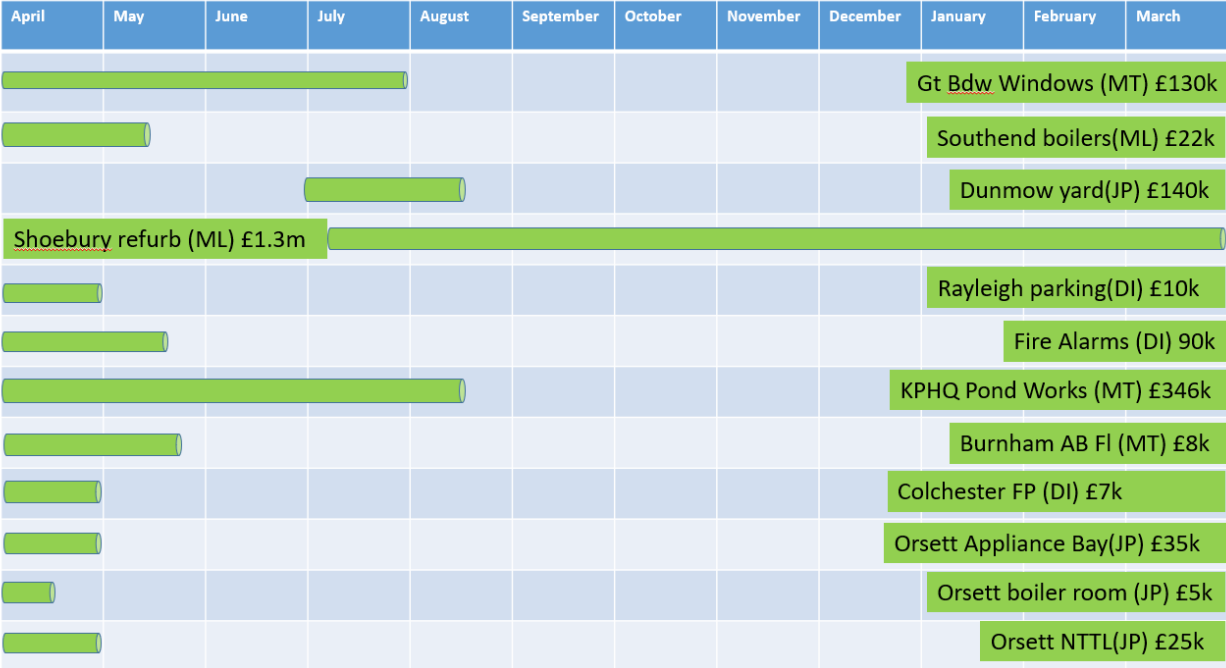 April May June July August September October November December January February March
Gt Bdw Windows (MT) £130k
Southend boilers(ML) £22k
Dunmow yard(JP) £140k
Shoebury refurb (ML) £1.3m
Rayleigh parking(DI) £10k
Fire Alarms (DI) 90k
KPHQ Pond Works (MT) £346k
Burnham AB Fl (MT) £8k
Colchester FP (DI) £7k
Orsett Appliance Bay(JP) £35k
Orsett boiler room (JP) £5k
Orsett NTTL(JP) £25k